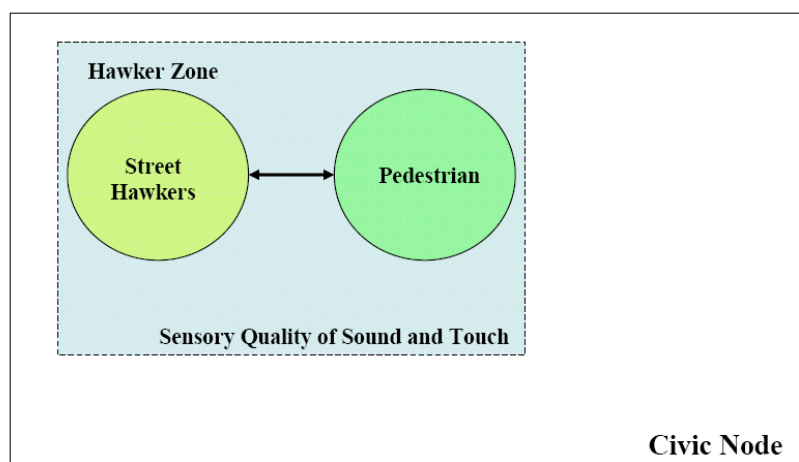 Hawker Zone
Street
Hawkers
Pedestrian
Sensory Quality of Sound and Touch
Civic Node